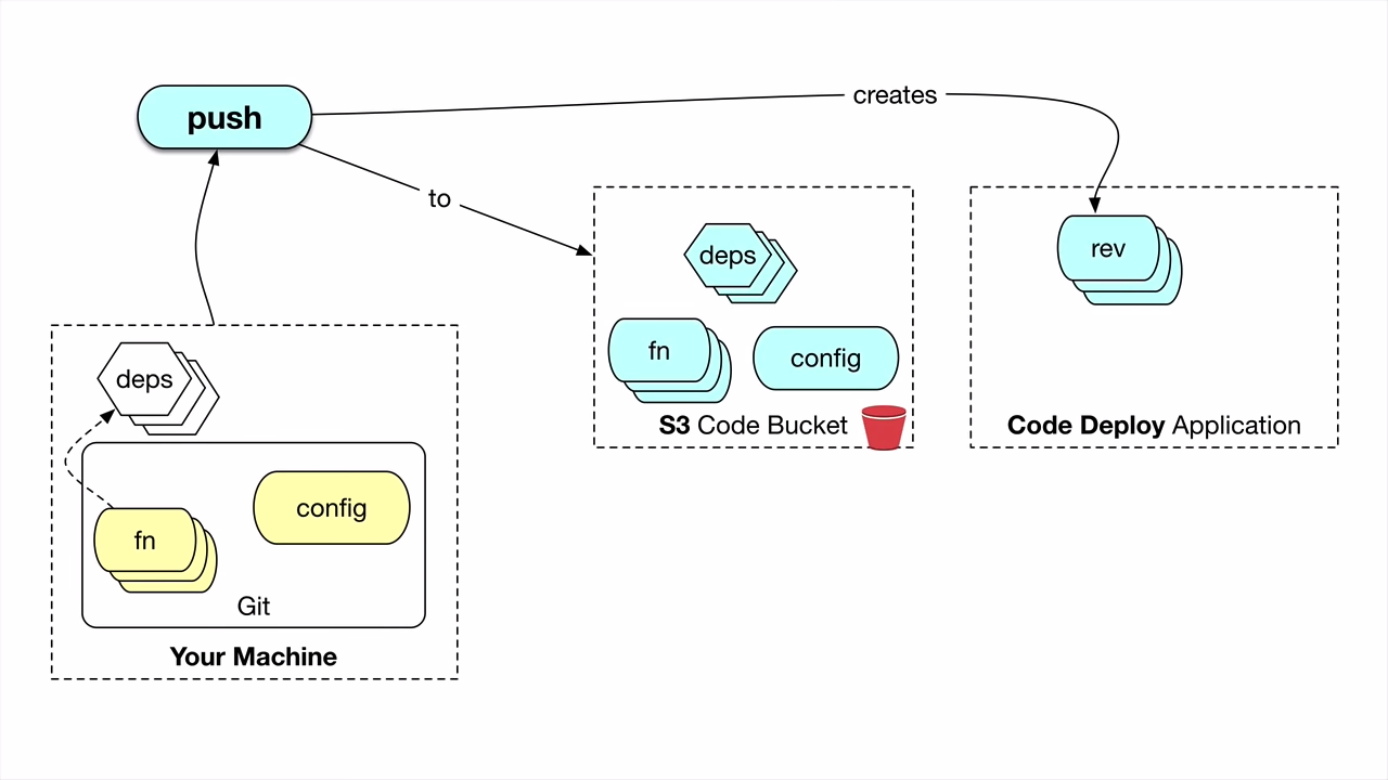 push
creates
to
deps
rev
fn
config
S3 Code Bucket
Code Deploy Application
deps
config
fn
Git
Your Machine